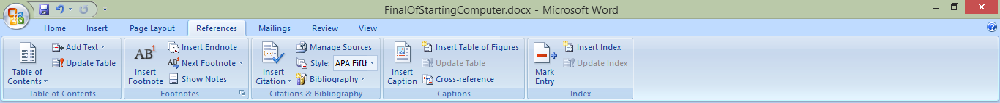 FinalOfStartingComputer.docx - Microsoft Word
Home Insert Page Layout References Mailings Review View
Table of Contents
Add Text
Update Table
Table of Contents
AB1
Insert Footnote
Insert Endnote
AB1 Next Footnote
Show Notes
Footnotes
Insert Citation
Manage Sources
Style: APA Fifth
Bibliography
Citations & Bibliography
Insert Caption
Insert Table of Figures
Update Table
Cross-reference
Captions
Mark Entry
Insert Index
Update Index
Index